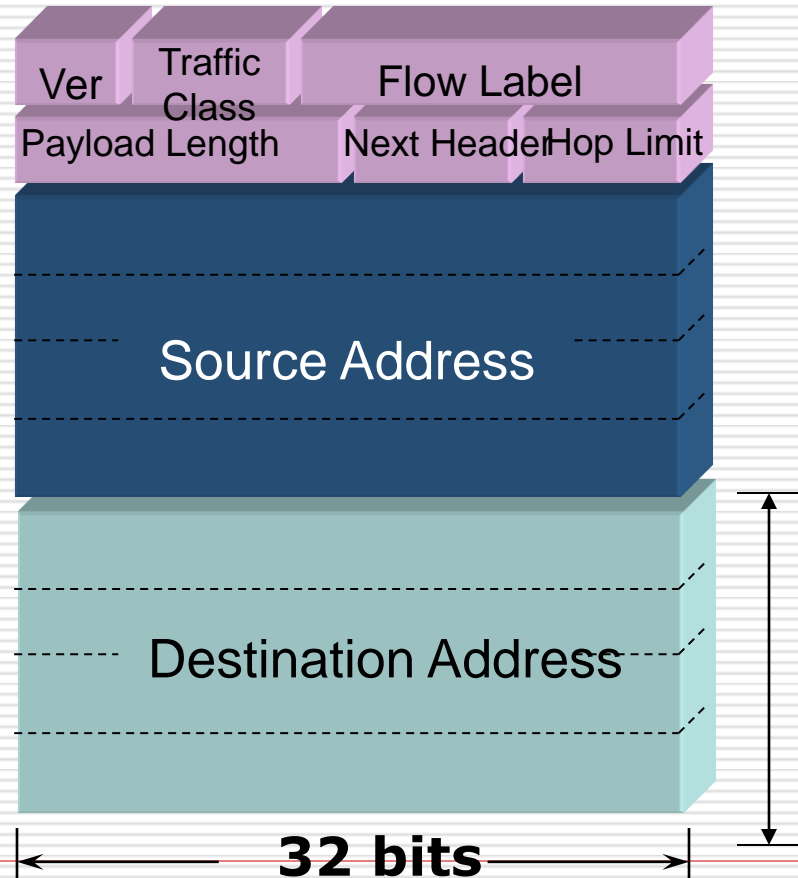 Ver
Traffic
Class
Flow Label
Payload Length
Next Header
Hop Limit
Source Address
Destination Address
32 bits